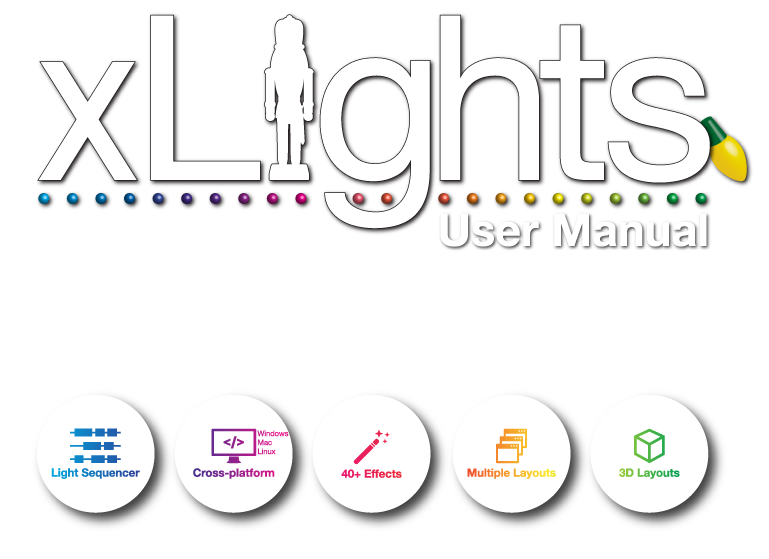 xLights
User Manual
Light Sequencer
Windows
Mac
Linux
Cross-platform
40+ Effects
Multiple Layouts
3D Layouts